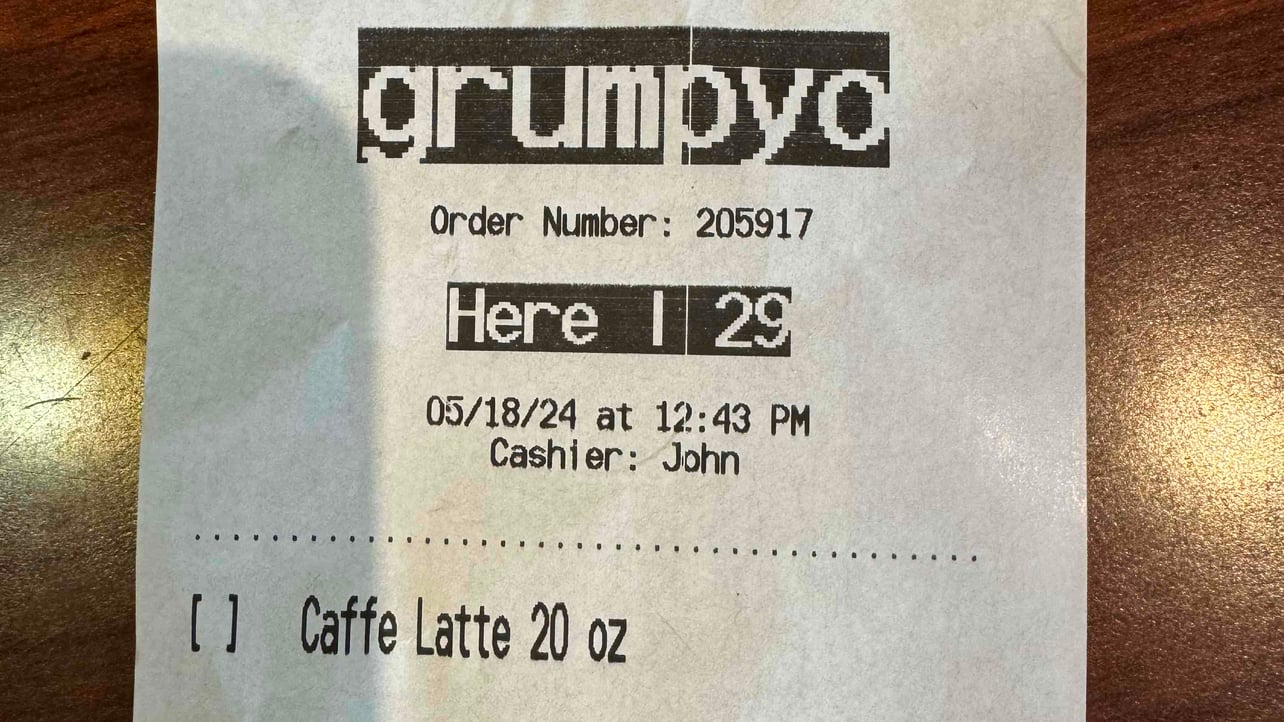 grumpyc
Order Number: 205917
Here | 29
05/18/24 at 12:43 PM
Cashier: John
[ ] Caffe Latte 20 oz